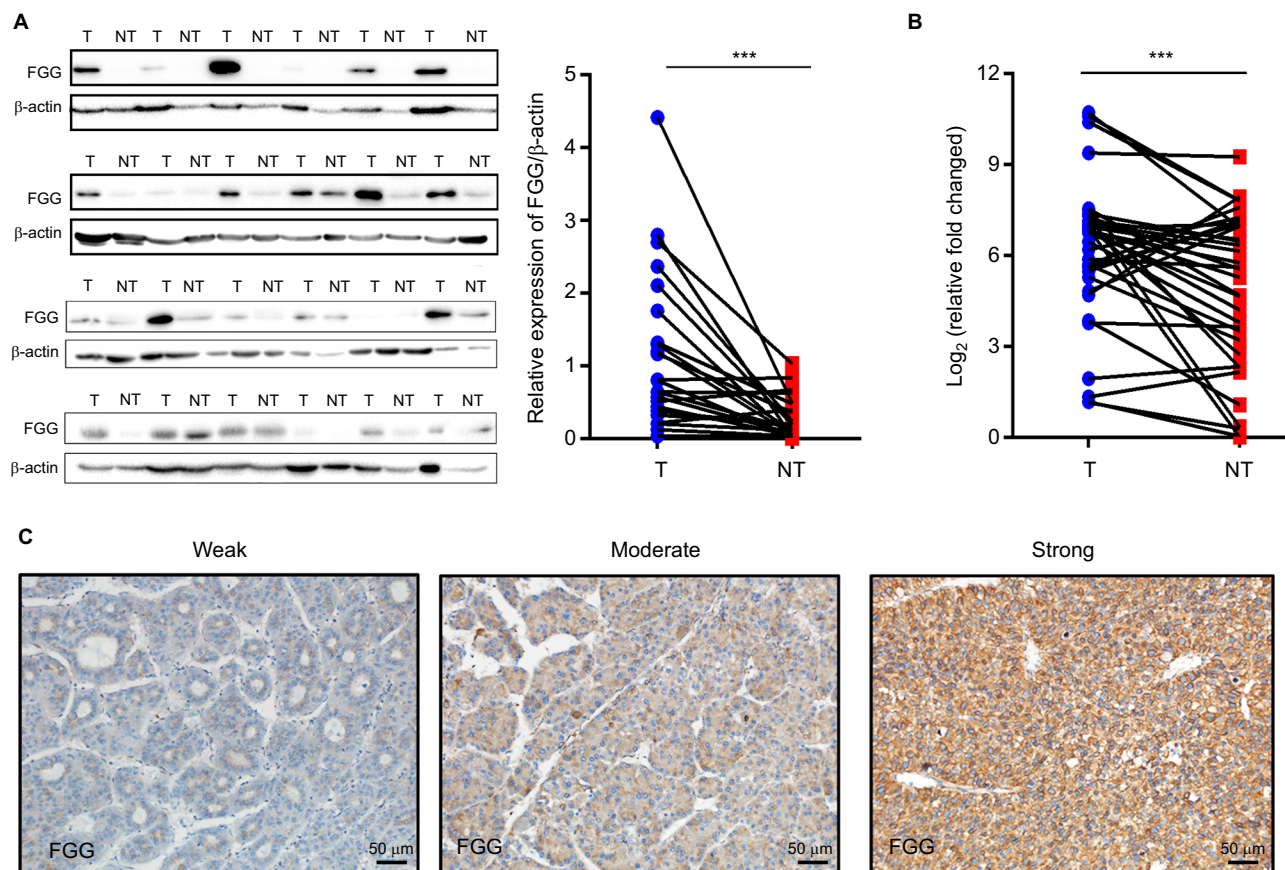 A
T NT T NT T NT T NT T NT T NT
FGG
β-actin
T NT T NT T NT T NT T NT T NT
FGG
β-actin
T NT T NT T NT T NT T NT T NT
FGG
β-actin
T NT T NT T NT T NT T NT T NT
FGG
β-actin
***
Relative expression of FGG/β-actin
5
4
3
2
1
0
T NT
B
***
Log2 (relative fold changed)
12
9
6
3
0
T NT
C
Weak
Moderate
Strong
FGG
50 µm
FGG
50 µm
FGG
50 µm